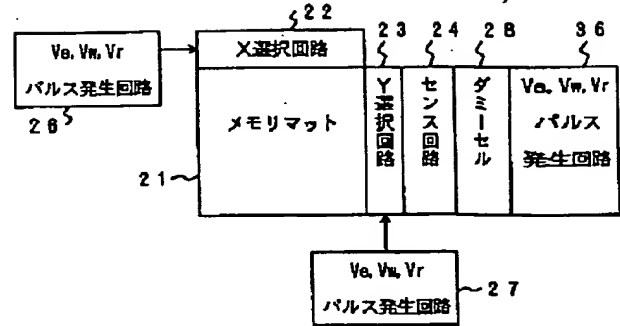 22
23 24 28 36
Ve, Vw, Vr
パルス発生回路
26
X選択回路
メモリマット
21
Y選択回路
センス回路
ダミーセル
Ve, Vw, Vr
パルス
発生回路
Ve, Vw, Vr
パルス発生回路
27